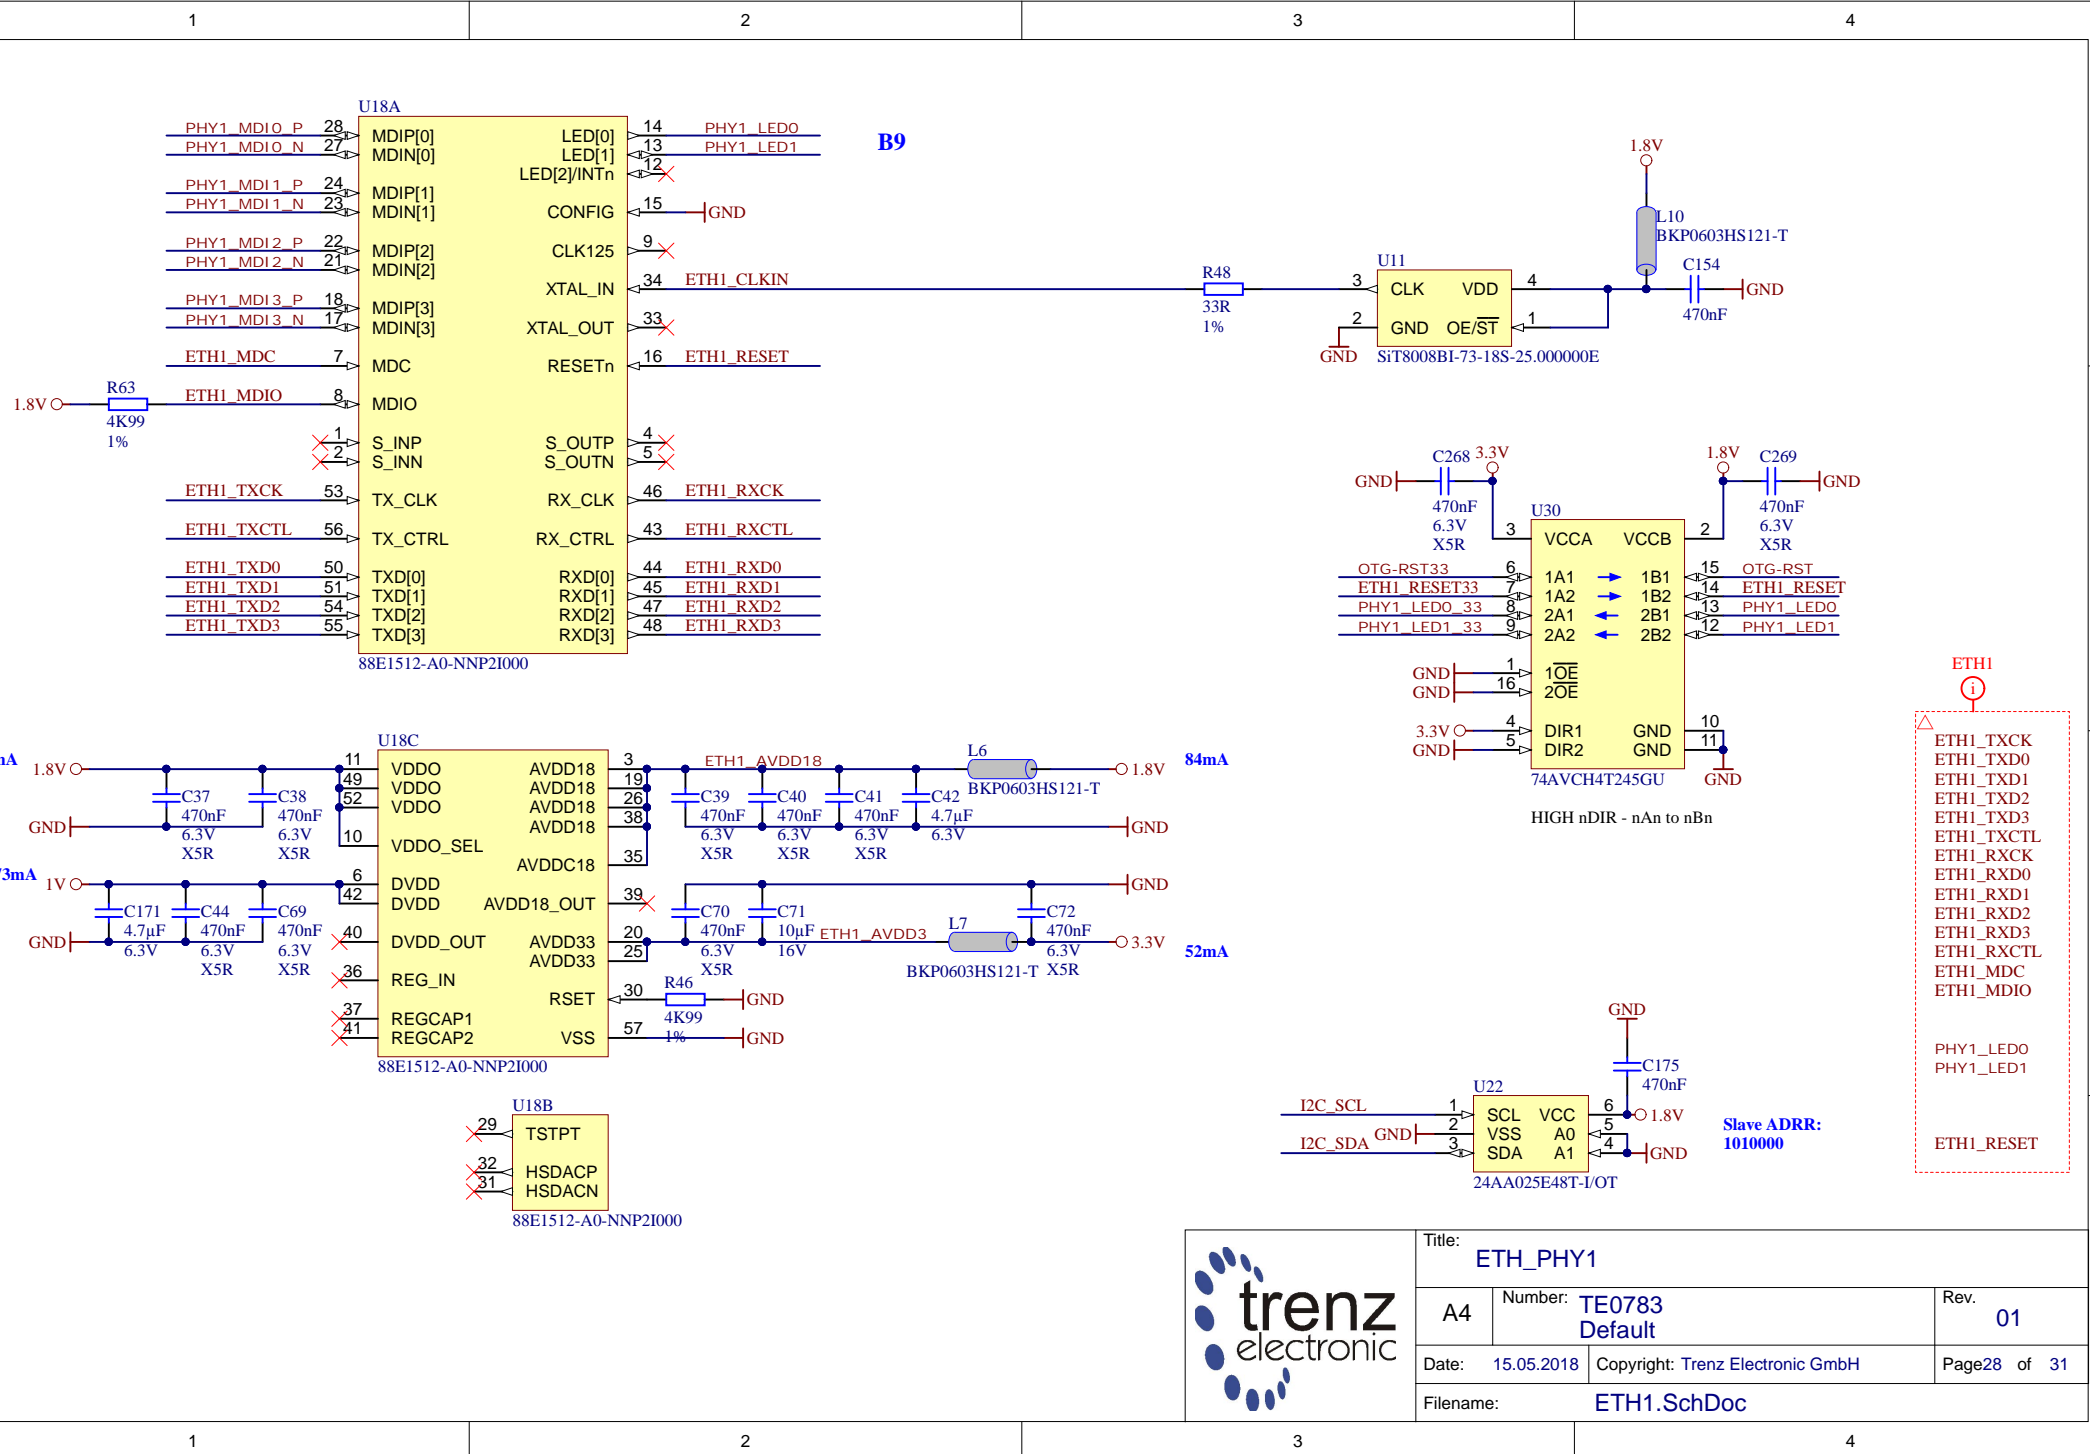 1 2 3 4
U18A
PHY1_MDI0_P 28 MDIP[0] LED[0] 14 PHY1_LED0
PHY1_MDI0_N 27 MDIN[0] LED[1] 13 PHY1_LED1
LED[2]/INTn 12
B9
PHY1_MDI1_P 24 MDIP[1]
PHY1_MDI1_N 23 MDIN[1] CONFIG 15 GND
PHY1_MDI2_P 22 MDIP[2] CLK125 9
PHY1_MDI2_N 21 MDIN[2]
XTAL_IN 34 ETH1_CLKIN
PHY1_MDI3_P 18 MDIP[3]
PHY1_MDI3_N 17 MDIN[3] XTAL_OUT 33
ETH1_MDC 7 MDC RESETn 16 ETH1_RESET
1.8V R63 ETH1_MDIO 8 MDIO
4K99
1%
1 S_INP S_OUTP 4
2 S_INN S_OUTN 5
ETH1_TXCK 53 TX_CLK RX_CLK 46 ETH1_RXCK
ETH1_TXCTL 56 TX_CTRL RX_CTRL 43 ETH1_RXCTL
ETH1_TXD0 50 TXD[0] RXD[0] 44 ETH1_RXD0
ETH1_TXD1 51 TXD[1] RXD[1] 45 ETH1_RXD1
ETH1_TXD2 54 TXD[2] RXD[2] 47 ETH1_RXD2
ETH1_TXD3 55 TXD[3] RXD[3] 48 ETH1_RXD3
88E1512-A0-NNP2I000
1.8V
L10
BKP0603HS121-T
C154
470nF
GND
R48
33R
1%
U11
3 CLK VDD 4
2 GND OE/ST 1
GND
SiT8008BI-73-18S-25.000000E
GND C268 3.3V 1.8V C269 GND
470nF 470nF
6.3V 6.3V
X5R X5R
U30
3 VCCA VCCB 2
OTG-RST33 6 1A1 1B1 15 OTG-RST
ETH1_RESET33 7 1A2 1B2 14 ETH1_RESET
PHY1_LED0_33 8 2A1 2B1 13 PHY1_LED0
PHY1_LED1_33 9 2A2 2B2 12 PHY1_LED1
GND 1 1OE
GND 16 2OE
3.3V 4 DIR1 GND 10
GND 5 DIR2 GND 11
GND
74AVCH4T245GU
HIGH nDIR - nAn to nBn
ETH1
i
ETH1_TXCK
ETH1_TXD0
ETH1_TXD1
ETH1_TXD2
ETH1_TXD3
ETH1_TXCTL
ETH1_RXCK
ETH1_RXD0
ETH1_RXD1
ETH1_RXD2
ETH1_RXD3
ETH1_RXCTL
ETH1_MDC
ETH1_MDIO
PHY1_LED0
PHY1_LED1
ETH1_RESET
U18C
mA 1.8V 11 VDDO AVDD18 3 ETH1_AVDD18 L6 1.8V 84mA
49 VDDO AVDD18 19 BKP0603HS121-T
52 VDDO AVDD18 26
AVDD18 38
10 VDDO_SEL
AVDDC18 35
C37 C38 C39 C40 C41 C42
470nF 470nF 470nF 470nF 470nF 4.7µF
6.3V 6.3V 6.3V 6.3V 6.3V 6.3V
X5R X5R X5R X5R X5R
GND GND
73mA 1V 6 DVDD GND
42 DVDD AVDD18_OUT 39
C171 C44 C69 C70 C71 C72
4.7µF 470nF 470nF 470nF 10µF 470nF
6.3V 6.3V 6.3V 6.3V 16V 6.3V
X5R X5R X5R X5R
GND 40 DVDD_OUT AVDD33 20 ETH1_AVDD3 L7 3.3V 52mA
AVDD33 25 BKP0603HS121-T
36 REG_IN
RSET 30 R46 GND
4K99
1%
37 REGCAP1
41 REGCAP2 VSS 57 GND
88E1512-A0-NNP2I000
U18B
29 TSTPT
32 HSDACP
31 HSDACN
88E1512-A0-NNP2I000
GND
C175
470nF
U22
I2C_SCL 1 SCL VCC 6 1.8V
GND 2 VSS A0 5
I2C_SDA 3 SDA A1 4 GND
24AA025E48T-I/OT
Slave ADRR:
1010000
trenz
electronic
Title:
ETH_PHY1
A4 Number: TE0783
Default
Rev. 01
Date: 15.05.2018 Copyright: Trenz Electronic GmbH Page28 of 31
Filename: ETH1.SchDoc
1 2 3 4